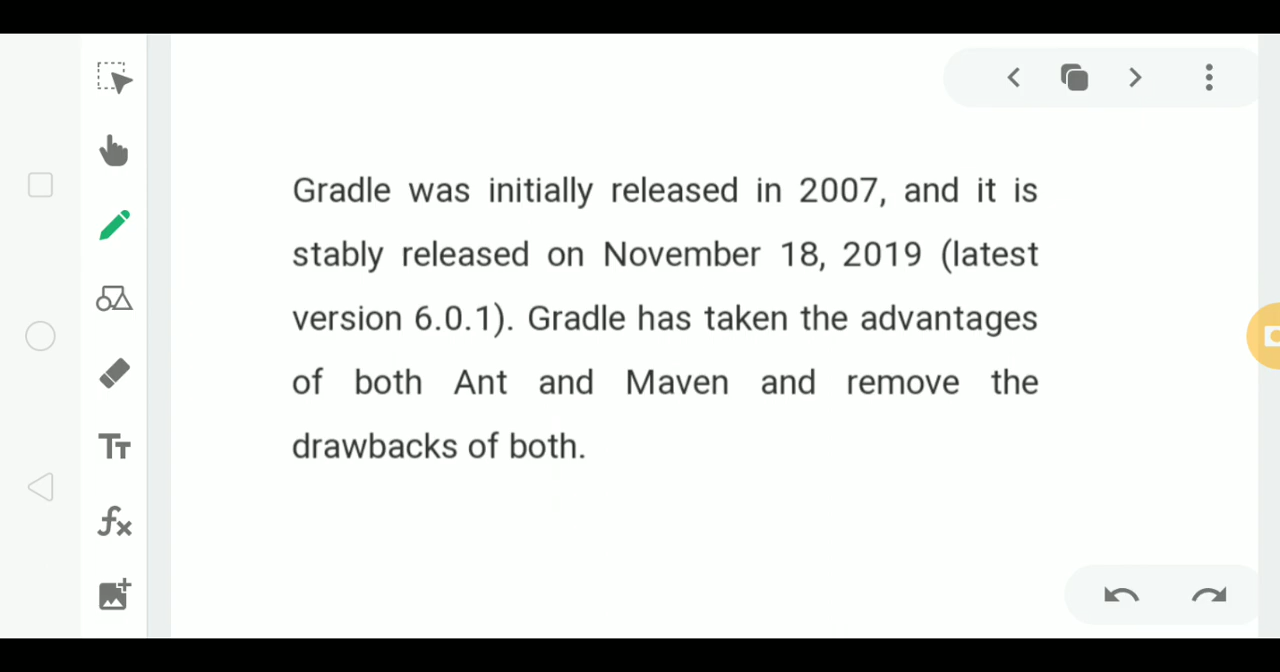 Gradle was initially released in 2007, and it is
stably released on November 18, 2019 (latest
version 6.0.1). Gradle has taken the advantages
of both Ant and Maven and remove the
drawbacks of both.